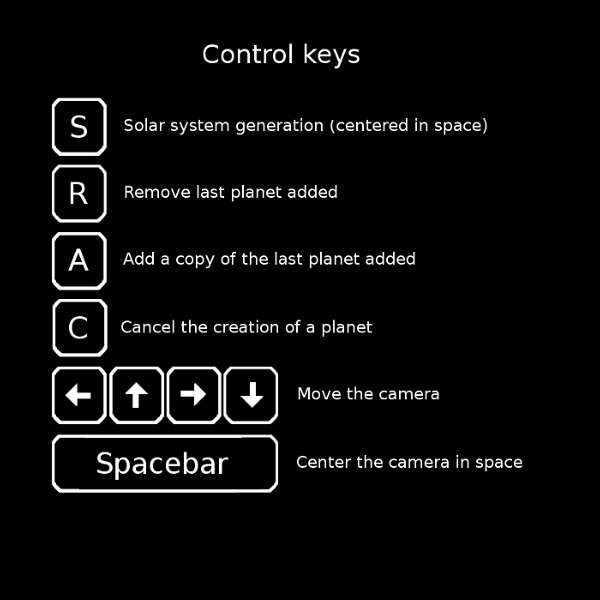 Control keys
S Solar system generation (centered in space)
R Remove last planet added
A Add a copy of the last planet added
C Cancel the creation of a planet
← ↑ → ↓ Move the camera
Spacebar Center the camera in space